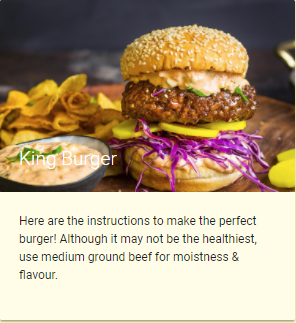 King Burger
Here are the instructions to make the perfect
burger! Although it may not be the healthiest,
use medium ground beef for moistness &
flavour.